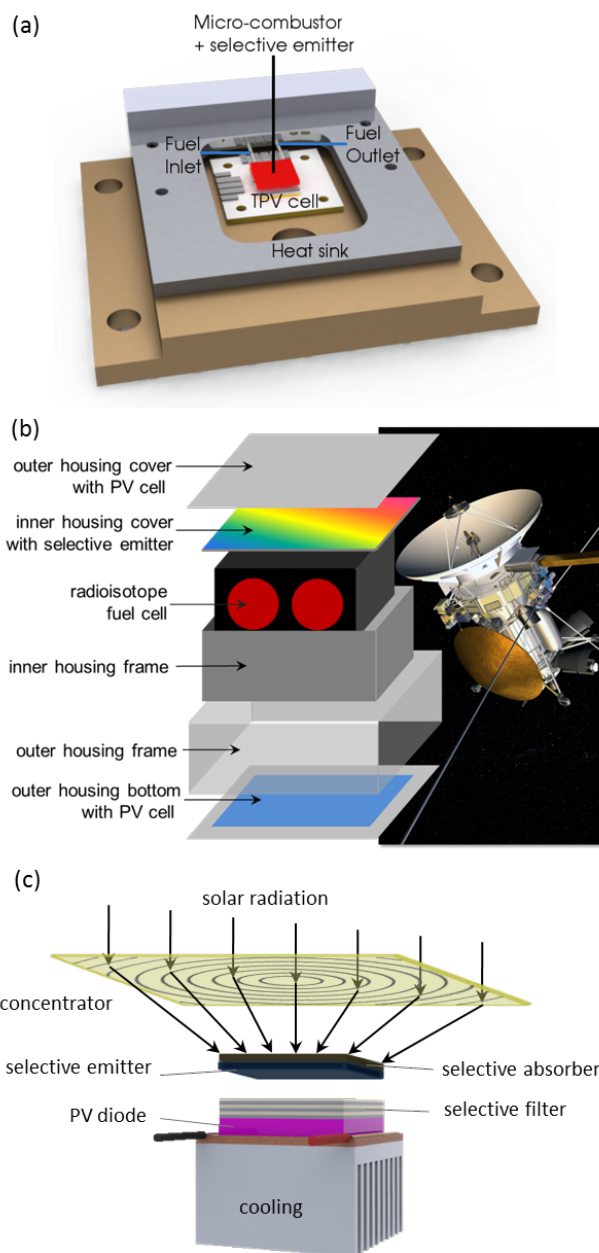 (a)
Micro-combustor
+ selective emitter
Fuel
Inlet
Fuel
Outlet
TPV cell
Heat sink
(b)
outer housing cover
with PV cell
inner housing cover
with selective emitter
radioisotope
fuel cell
inner housing frame
outer housing frame
outer housing bottom
with PV cell
(c)
solar radiation
concentrator
selective emitter
selective absorber
selective filter
PV diode
cooling